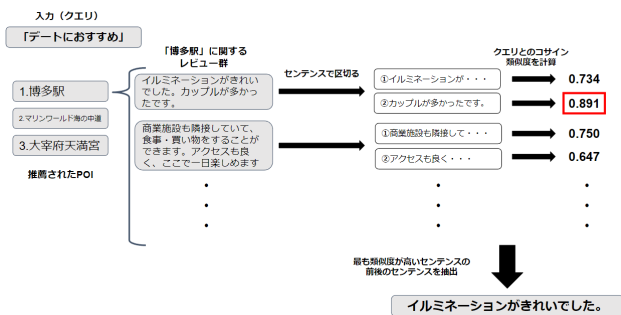 入力（クエリ）
「デートにおすすめ」
1.博多駅
2.マリンワールド海の中道
3.大宰府天満宮
推薦されたPOI
「博多駅」に関する
レビュー群
イルミネーションがきれい
でした。カップルが多かっ
たです。
商業施設も隣接していて、
食事・買い物をすることが
できます。アクセスも良
く、ここで一日楽しめます
・
・
・
センテンスで区切る
①イルミネーションが・・・
②カップルが多かったです。
①商業施設も隣接して・・・
②アクセスも良く・・・
・
・
・
クエリとのコサイン
類似度を計算
0.734
0.891
0.750
0.647
・
・
・
最も類似度が高いセンテンスの
前後のセンテンスを抽出
イルミネーションがきれいでした。